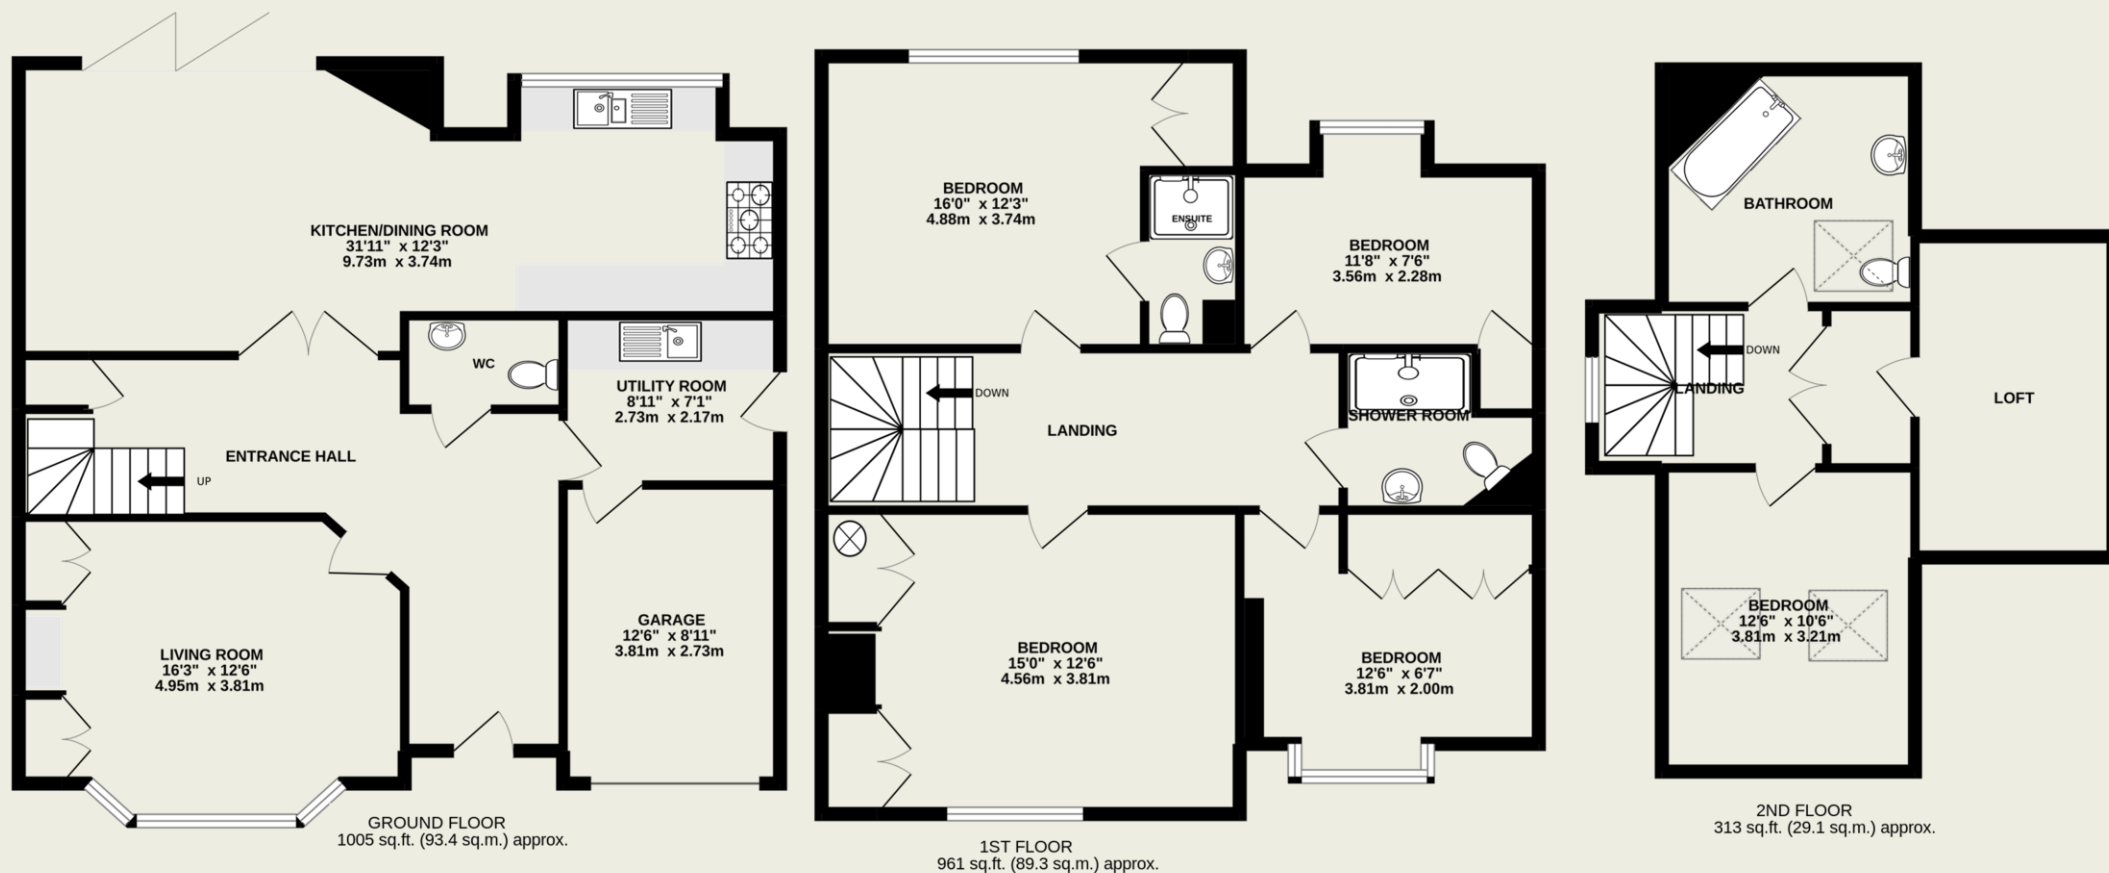 KITCHEN/DINING ROOM
31'11" x 12'3"
9.73m x 3.74m
WC
UTILITY ROOM
8'11" x 7'1"
2.73m x 2.17m
ENTRANCE HALL
UP
LIVING ROOM
16'3" x 12'6"
4.95m x 3.81m
GARAGE
12'6" x 8'11"
3.81m x 2.73m
GROUND FLOOR
1005 sq.ft. (93.4 sq.m.) approx.
BEDROOM
16'0" x 12'3"
4.88m x 3.74m
ENSUITE
BEDROOM
11'8" x 7'6"
3.56m x 2.28m
DOWN
LANDING
SHOWER ROOM
BEDROOM
15'0" x 12'6"
4.56m x 3.81m
BEDROOM
12'6" x 6'7"
3.81m x 2.00m
1ST FLOOR
961 sq.ft. (89.3 sq.m.) approx.
BATHROOM
DOWN
LANDING
LOFT
BEDROOM
12'6" x 10'6"
3.81m x 3.21m
2ND FLOOR
313 sq.ft. (29.1 sq.m.) approx.